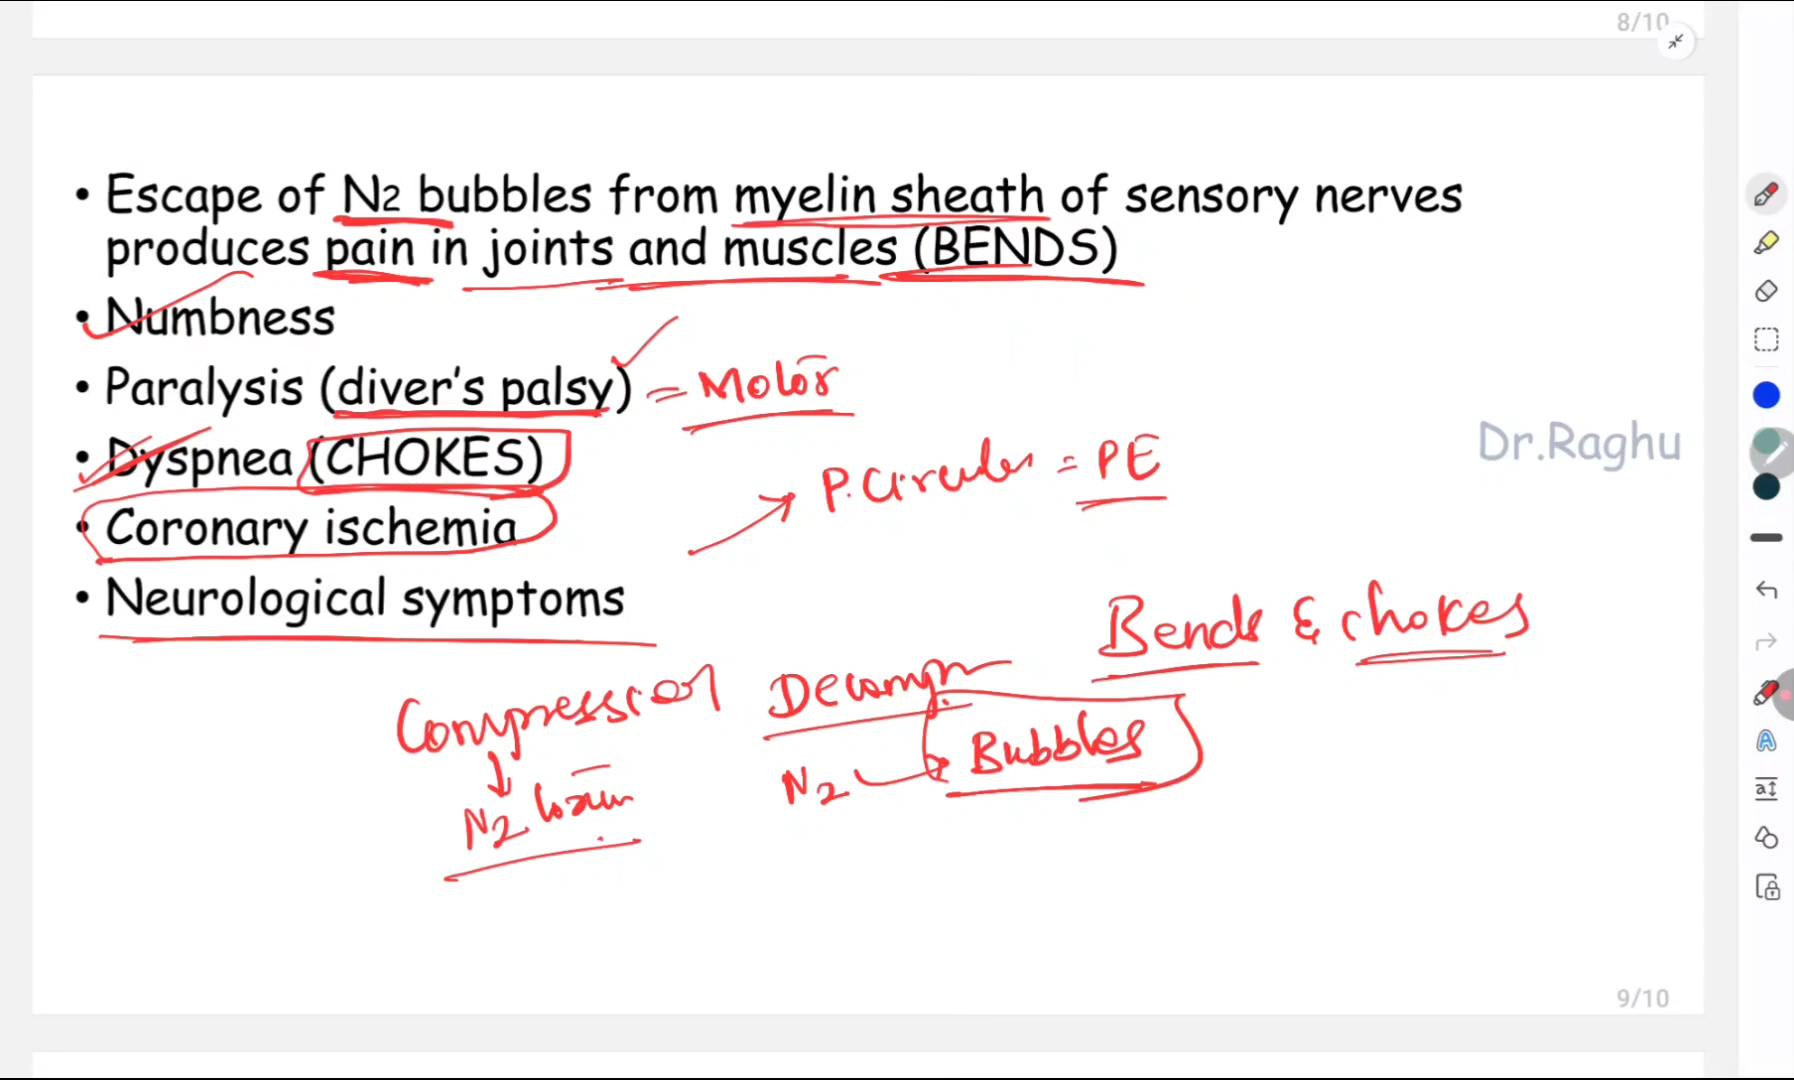 8/10
• Escape of N2 bubbles from myelin sheath of sensory nerves
produces pain in joints and muscles (BENDS)
• Numbness
• Paralysis (diver's palsy) = Motor
• Dyspnea (CHOKES)
Dr.Raghu
P. = PE
• Coronary ischemia
• Neurological symptoms
Bends & chokes
Compression
Bubbles
N2
N2
9/10